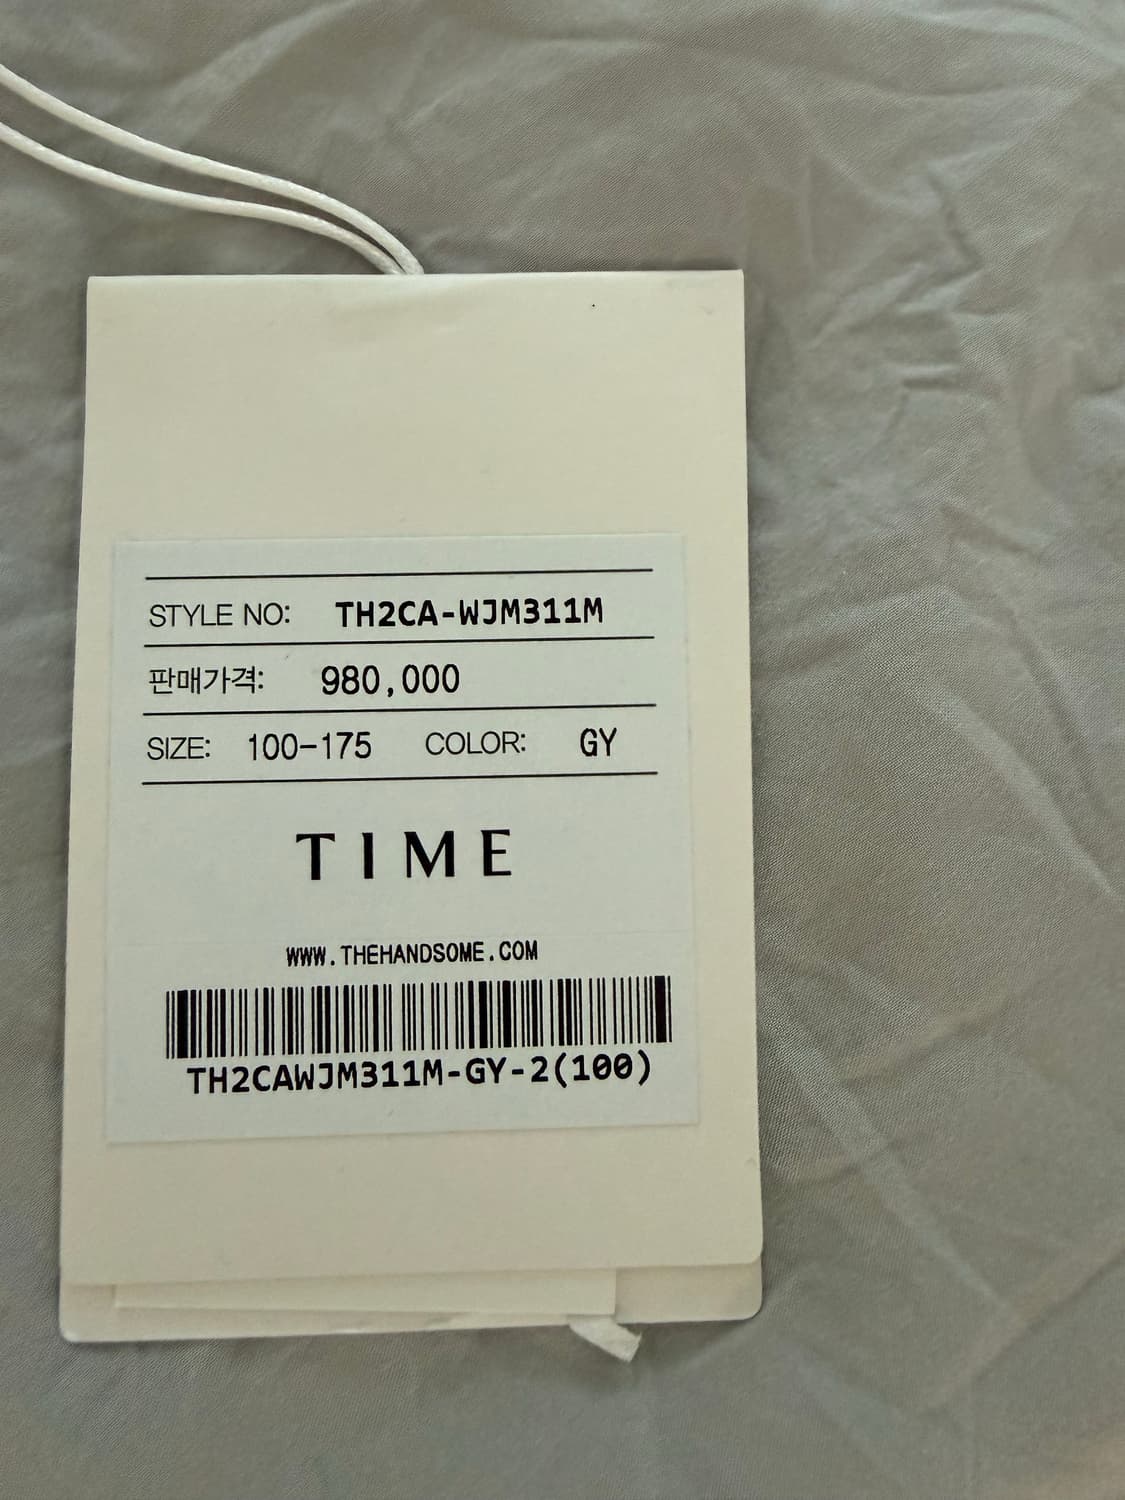 STYLE NO: TH2CA-WJM311M
판매가격: 980,000
SIZE: 100-175 COLOR: GY
TIME
WWW.THEHANDSOME.COM
TH2CAWJM311M-GY-2(100)